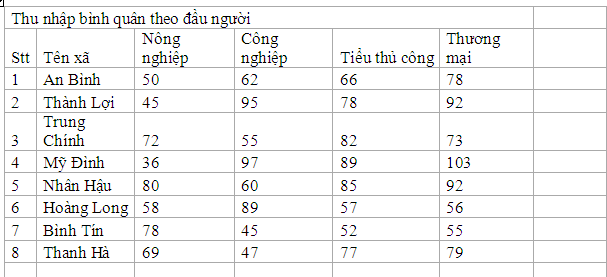 Thu nhập bình quân theo đầu người
Stt Tên xã Nông nghiệp Công nghiệp Tiểu thủ công Thương mại
1 An Bình 50 62 66 78
2 Thành Lợi 45 95 78 92
3 Trung Chính 72 55 82 73
4 Mỹ Đình 36 97 89 103
5 Nhân Hậu 80 60 85 92
6 Hoàng Long 58 89 57 56
7 Bình Tín 78 45 52 55
8 Thanh Hà 69 47 77 79